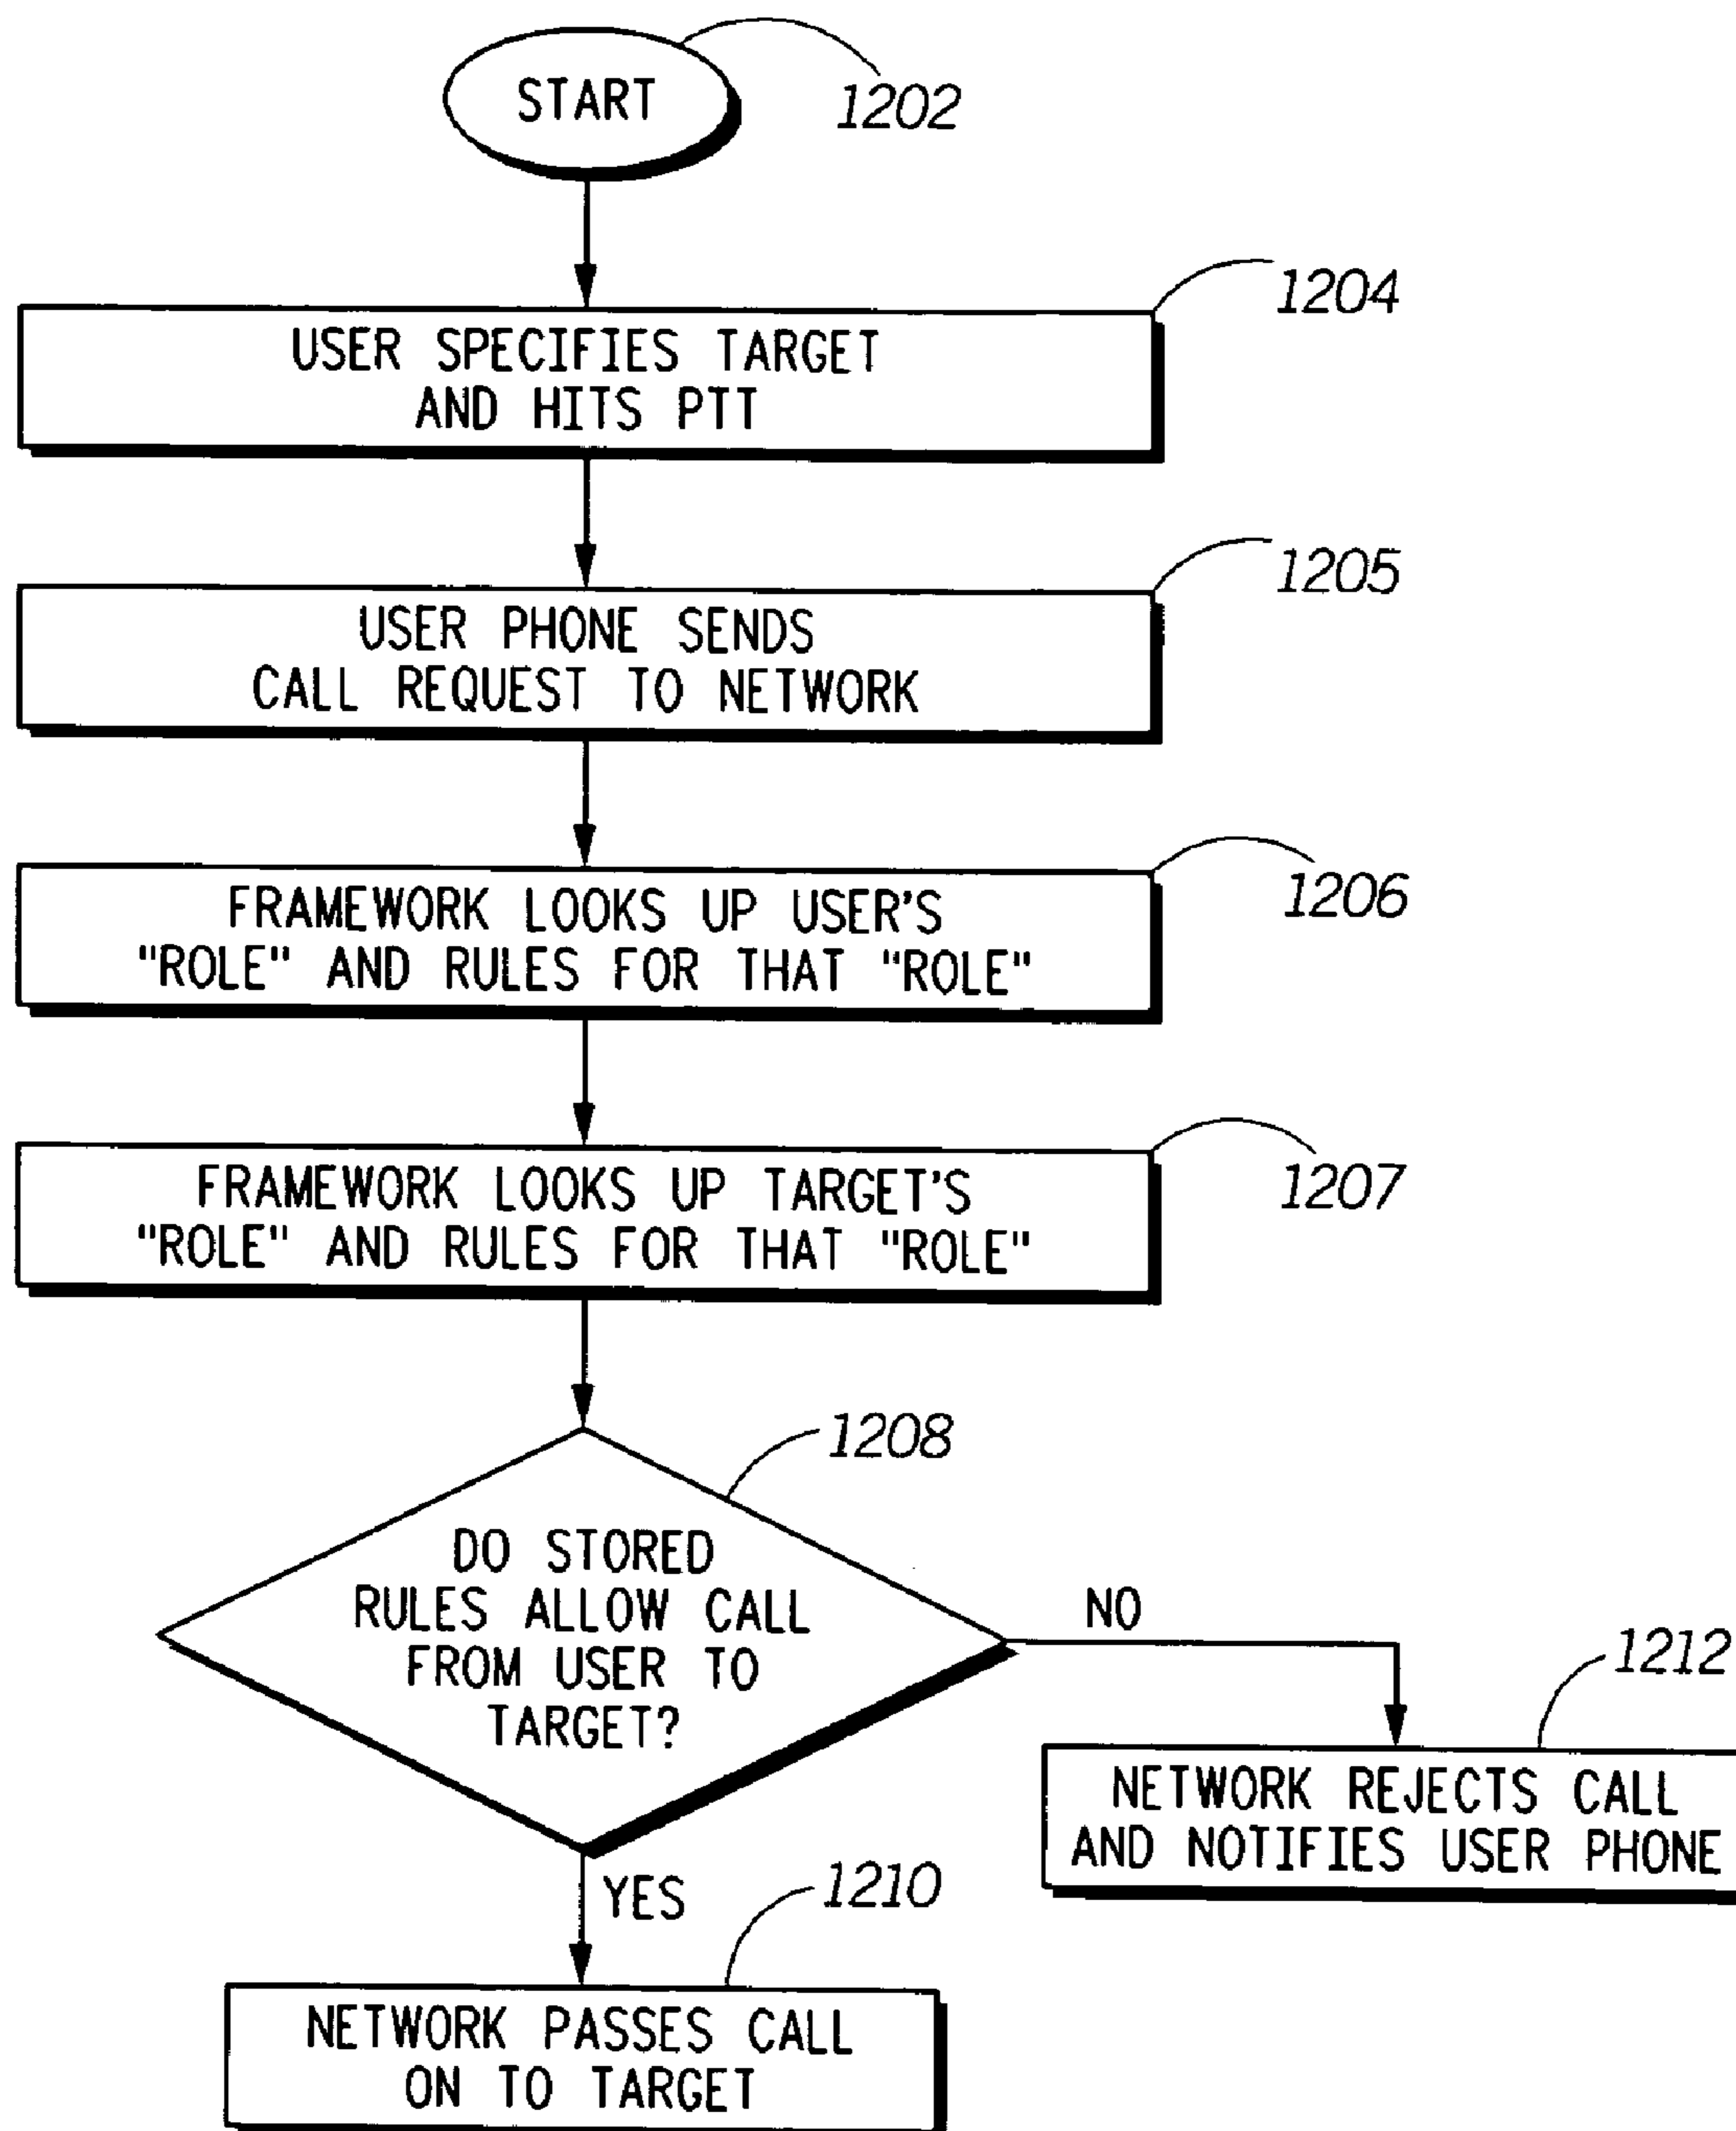 START
1202
1204
USER SPECIFIES TARGET
AND HITS PTT
1205
USER PHONE SENDS
CALL REQUEST TO NETWORK
1206
FRAMEWORK LOOKS UP USER'S
"ROLE" AND RULES FOR THAT "ROLE"
1207
FRAMEWORK LOOKS UP TARGET'S
"ROLE" AND RULES FOR THAT "ROLE"
1208
DO STORED
RULES ALLOW CALL
FROM USER TO
TARGET?
NO
1212
NETWORK REJECTS CALL
AND NOTIFIES USER PHONE
YES
1210
NETWORK PASSES CALL
ON TO TARGET